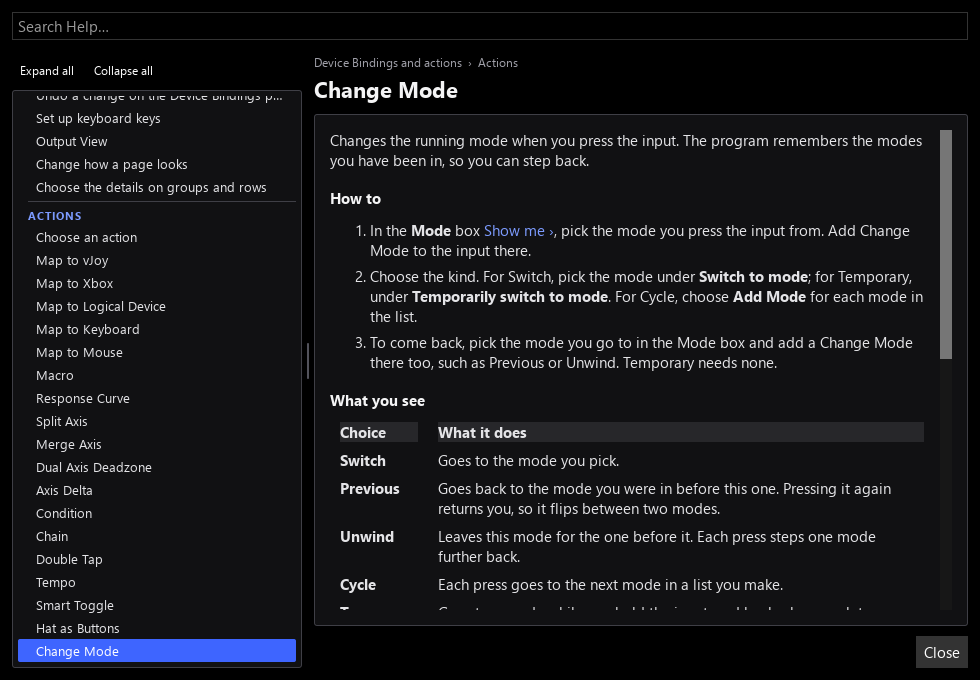 Search Help...
Expand all
Collapse all
Undo a change on the Device Bindings p...
Set up keyboard keys
Output View
Change how a page looks
Choose the details on groups and rows
ACTIONS
Choose an action
Map to vJoy
Map to Xbox
Map to Logical Device
Map to Keyboard
Map to Mouse
Macro
Response Curve
Split Axis
Merge Axis
Dual Axis Deadzone
Axis Delta
Condition
Chain
Double Tap
Tempo
Smart Toggle
Hat as Buttons
Change Mode
Device Bindings and actions › Actions
Change Mode
Changes the running mode when you press the input. The program remembers the modes
you have been in, so you can step back.
How to
1. In the Mode box Show me ›, pick the mode you press the input from. Add Change
Mode to the input there.
2. Choose the kind. For Switch, pick the mode under Switch to mode; for Temporary,
under Temporarily switch to mode. For Cycle, choose Add Mode for each mode in
the list.
3. To come back, pick the mode you go to in the Mode box and add a Change Mode
there too, such as Previous or Unwind. Temporary needs none.
What you see
Choice What it does
Switch Goes to the mode you pick.
Previous Goes back to the mode you were in before this one. Pressing it again
returns you, so it flips between two modes.
Unwind Leaves this mode for the one before it. Each press steps one mode
further back.
Cycle Each press goes to the next mode in a list you make.
Close